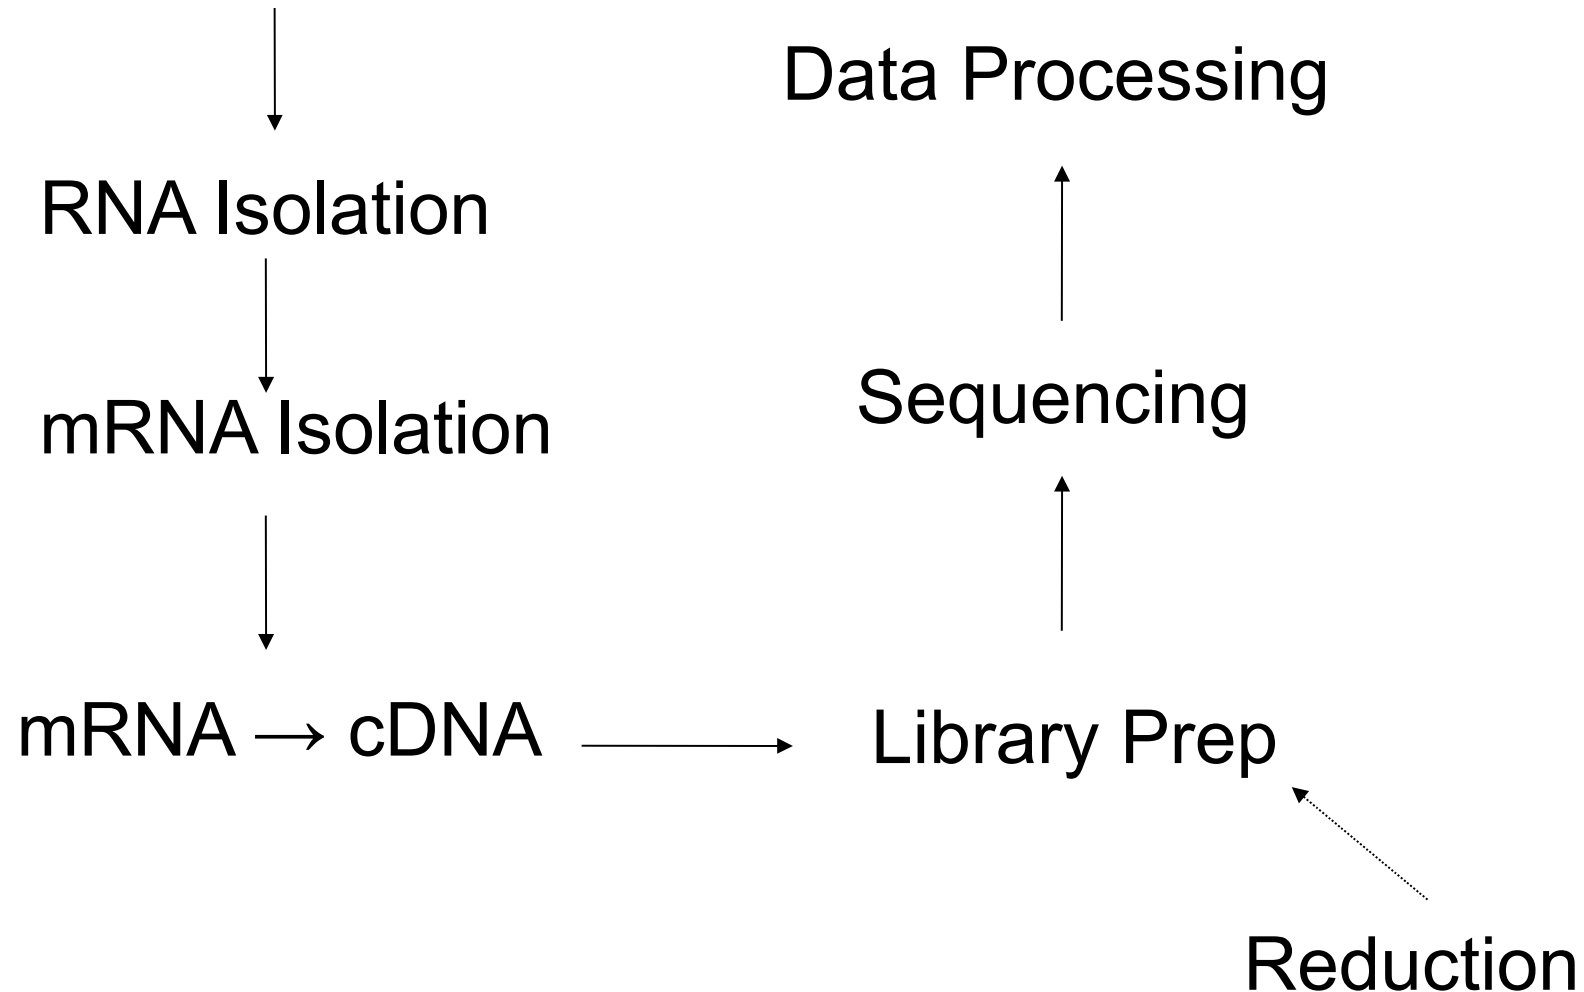 RNA Isolation
mRNA Isolation
mRNA → cDNA
Library Prep
Reduction
Sequencing
Data Processing